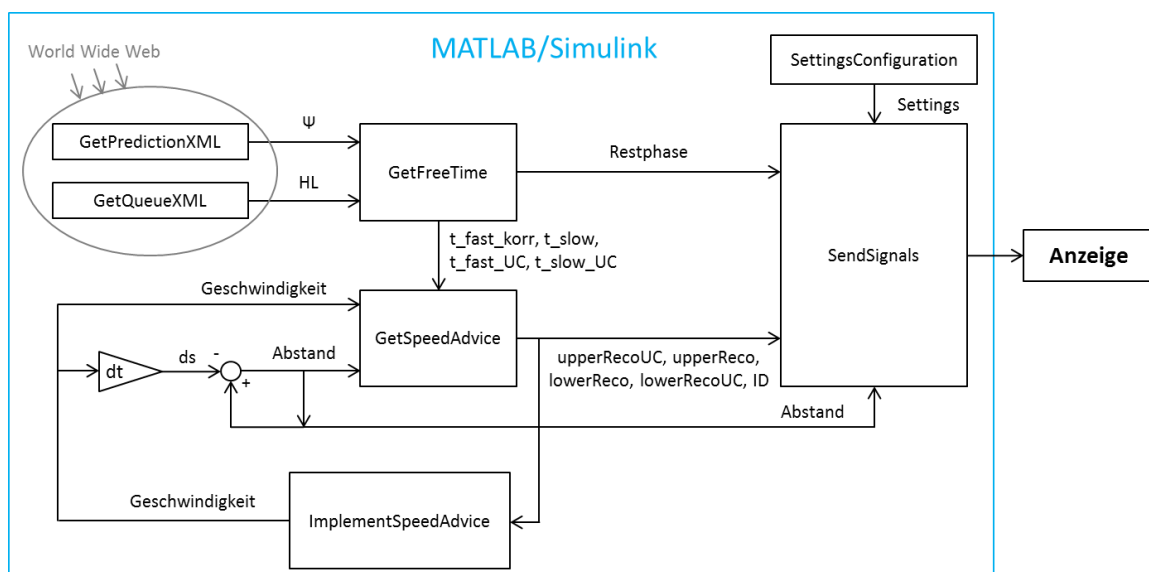 MATLAB/Simulink
World Wide Web
SettingsConfiguration
Settings
GetPredictionXML
Ψ
GetFreeTime
Restphase
GetQueueXML
HL
t_fast_korr, t_slow,
t_fast_UC, t_slow_UC
SendSignals
Anzeige
Geschwindigkeit
GetSpeedAdvice
dt
ds
-
+
Abstand
upperRecoUC, upperReco,
lowerReco, lowerRecoUC, ID
Abstand
Geschwindigkeit
ImplementSpeedAdvice